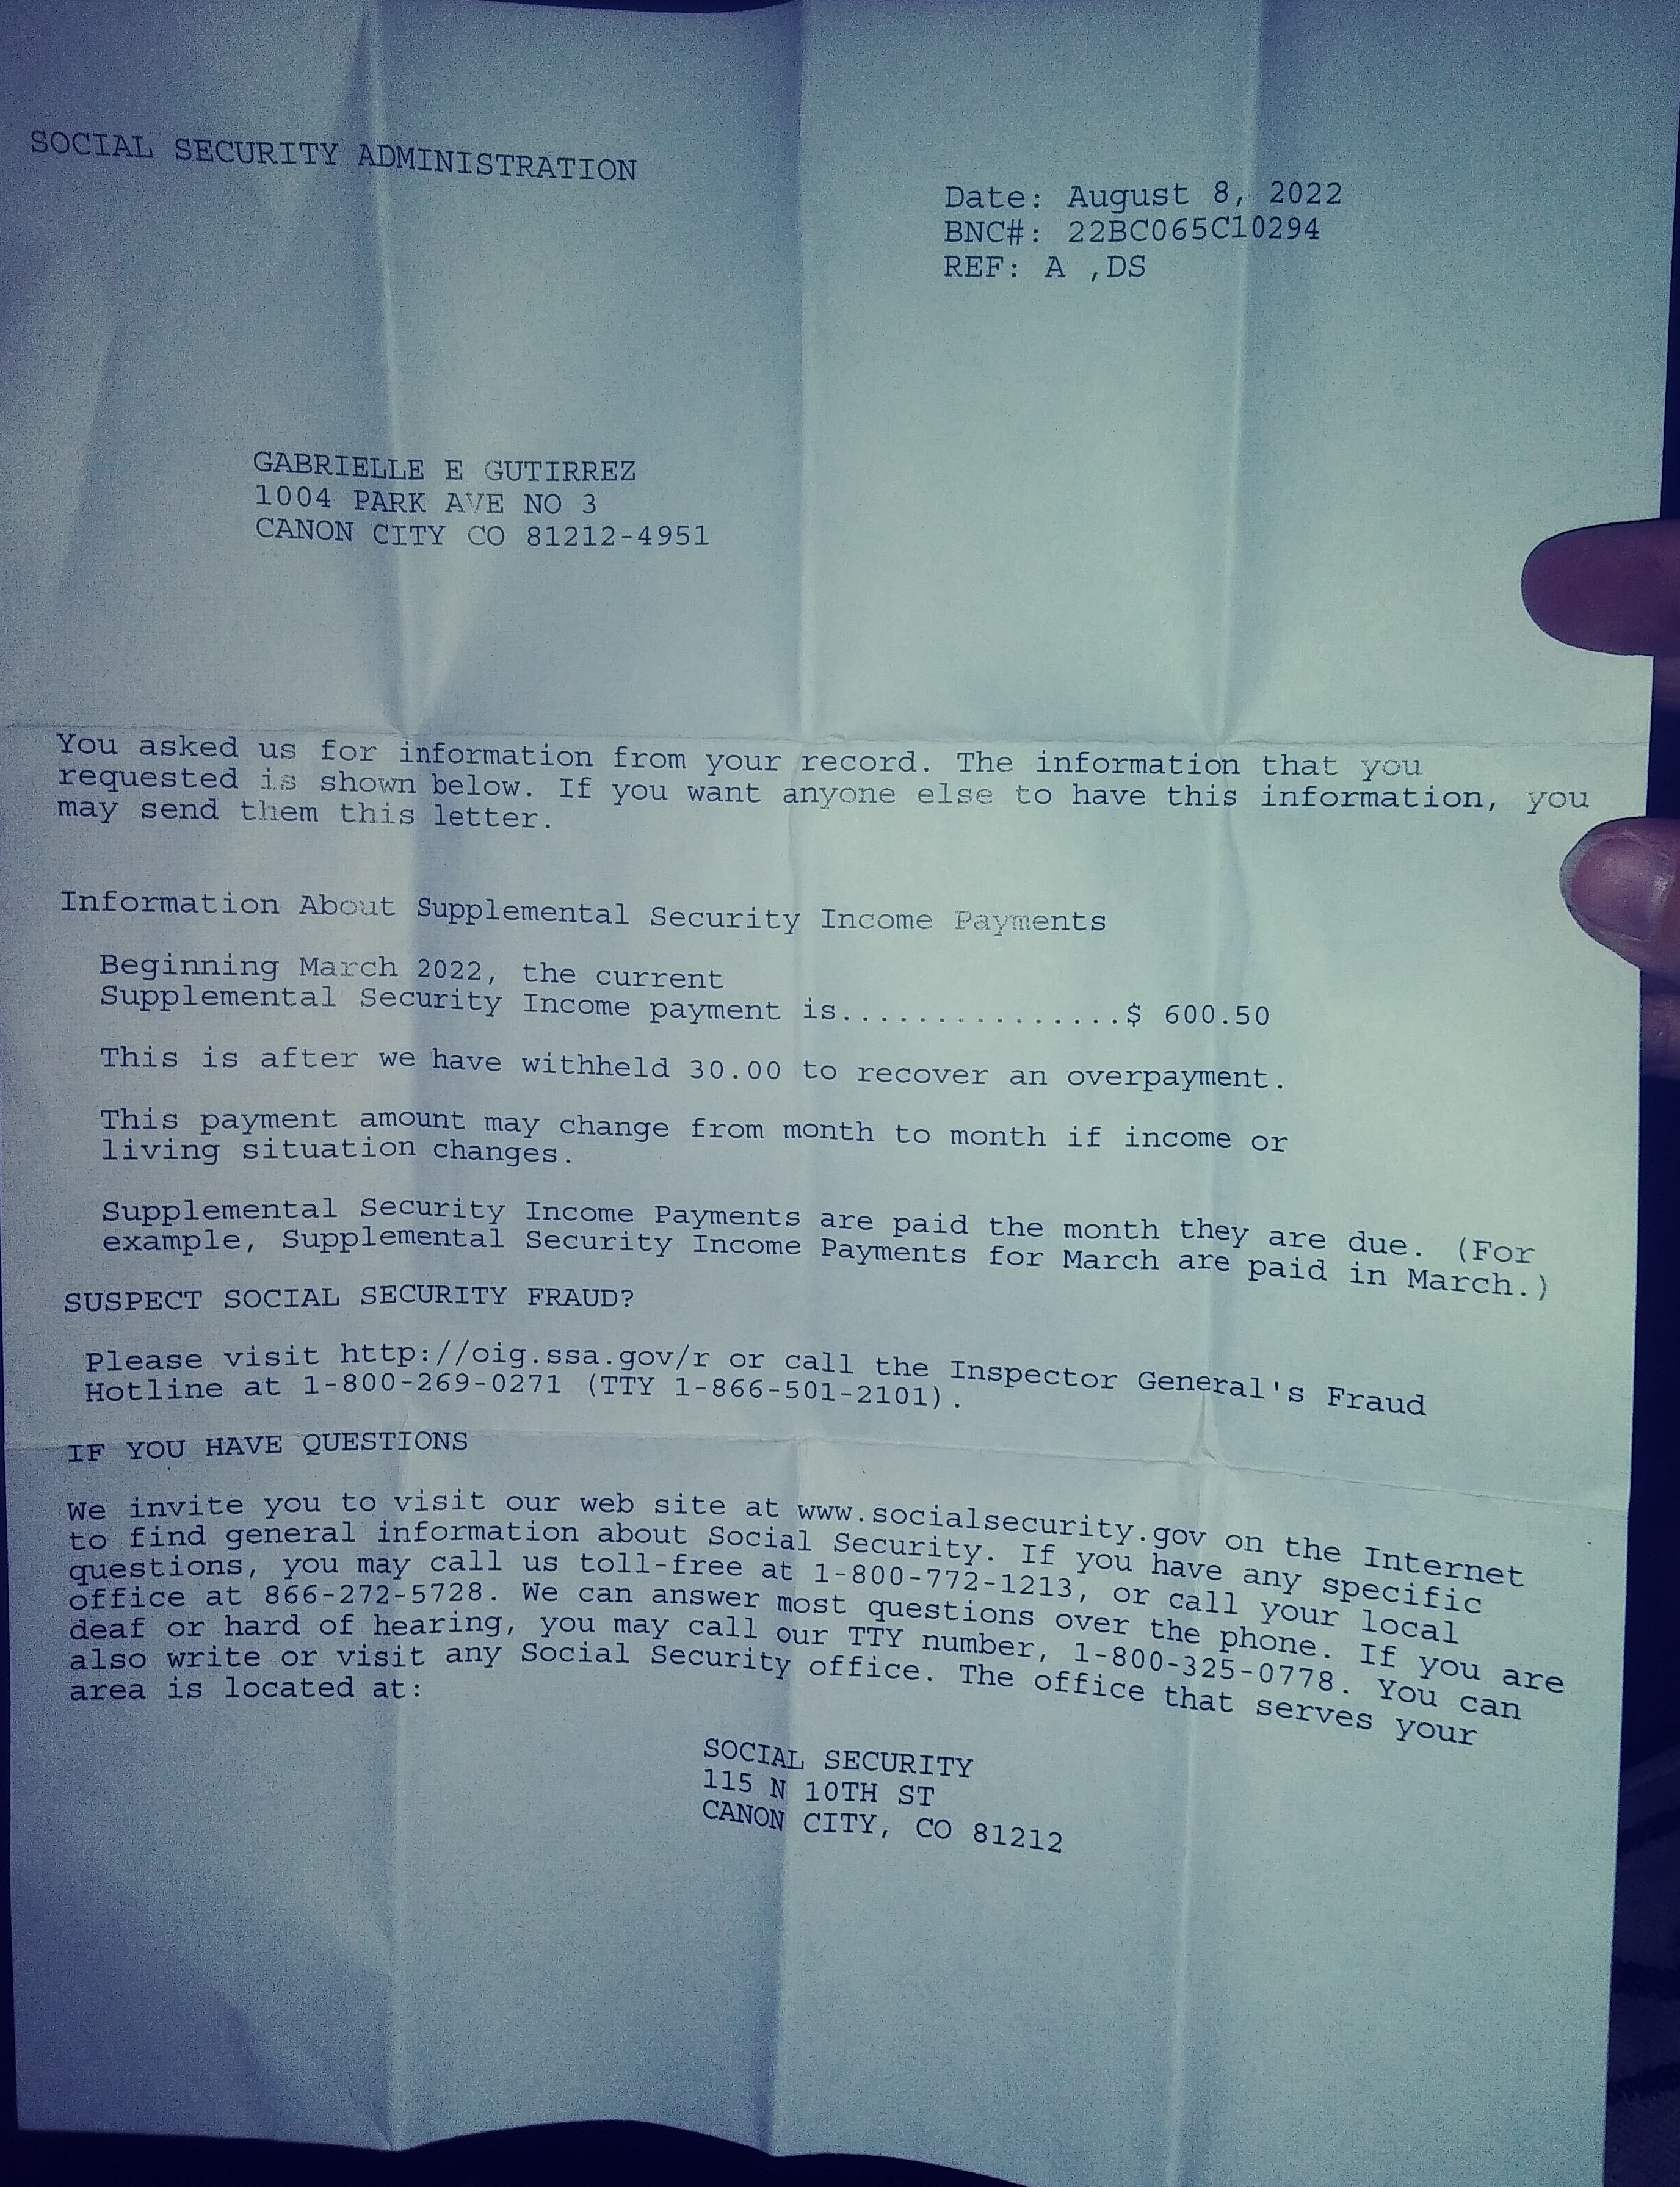 SOCIAL SECURITY ADMINISTRATION
Date: August 8, 2022
BNC#: 22BC065C10294
REF: A ,DS
GABRIELLE E GUTIRREZ
1004 PARK AVE NO 3
CANON CITY CO 81212-4951
You asked us for information from your record. The information that you
requested is shown below. If you want anyone else to have this information, you
may send them this letter.
Information About Supplemental Security Income Payments
Beginning March 2022, the current
Supplemental Security Income payment is...............$ 600.50
This is after we have withheld 30.00 to recover an overpayment.
This payment amount may change from month to month if income or
living situation changes.
Supplemental Security Income Payments are paid the month they are due. (For
example, Supplemental Security Income Payments for March are paid in March.)
SUSPECT SOCIAL SECURITY FRAUD?
Please visit http://oig.ssa.gov/r or call the Inspector General's Fraud
Hotline at 1-800-269-0271 (TTY 1-866-501-2101).
IF YOU HAVE QUESTIONS
We invite you to visit our web site at www.socialsecurity.gov on the Internet
to find general information about Social Security. If you have any specific
questions, you may call us toll-free at 1-800-772-1213, or call your local
office at 866-272-5728. We can answer most questions over the phone. If you are
deaf or hard of hearing, you may call our TTY number, 1-800-325-0778. You can
also write or visit any Social Security office. The office that serves your
area is located at:
SOCIAL SECURITY
115 N 10TH ST
CANON CITY, CO 81212